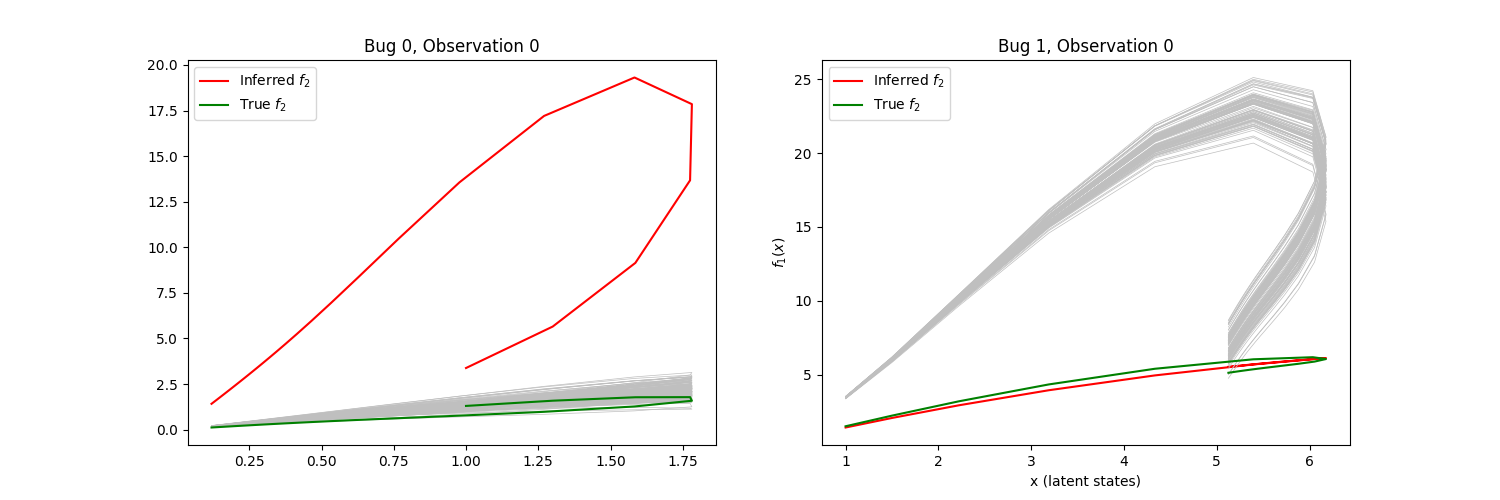 Bug 0, Observation 0
Inferred f₂
True f₂
20.0
17.5
15.0
12.5
10.0
7.5
5.0
2.5
0.0
0.25 0.50 0.75 1.00 1.25 1.50 1.75
Bug 1, Observation 0
Inferred f₂
True f₂
f₁(x)
25
20
15
10
5
1 2 3 4 5 6
x (latent states)